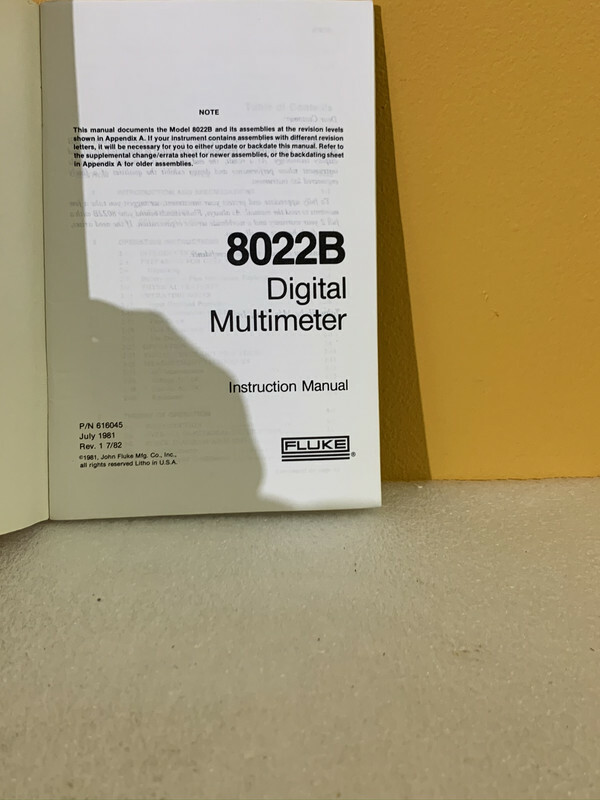 NOTE
This manual documents the Model 8022B and its assemblies at the revision levels
shown in Appendix A. If your instrument contains assemblies with different revision
letters, it will be necessary for you to either update or backdate this manual. Refer to
the supplemental change/errata sheet for newer assemblies, or the backdating sheet
in Appendix A for older assemblies.
8022B
Digital
Multimeter
Instruction Manual
P/N 616045
July 1981
Rev. 1 7/82
©1981, John Fluke Mfg. Co., Inc.,
all rights reserved Litho in U.S.A.
FLUKE
®